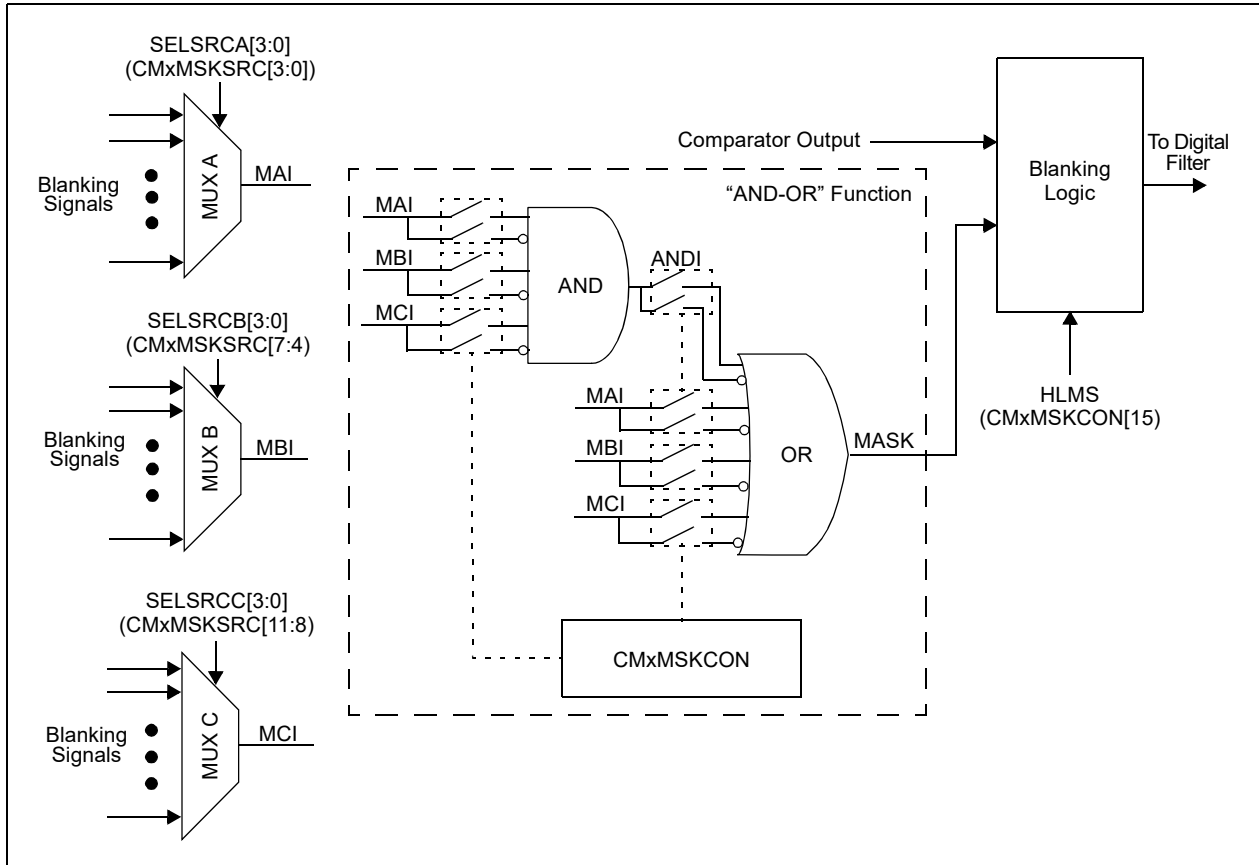 SELSRCA[3:0]
(CMxMSKSRC[3:0])
Blanking
Signals
MUX A
MAI
SELSRCB[3:0]
(CMxMSKSRC[7:4)
Blanking
Signals
MUX B
MBI
SELSRCC[3:0]
(CMxMSKSRC[11:8)
Blanking
Signals
MUX C
MCI
“AND-OR” Function
MAI
MBI
MCI
AND
ANDI
MAI
MBI
MCI
OR
MASK
CMxMSKCON
Comparator Output
Blanking
Logic
To Digital
Filter
HLMS
(CMxMSKCON[15)